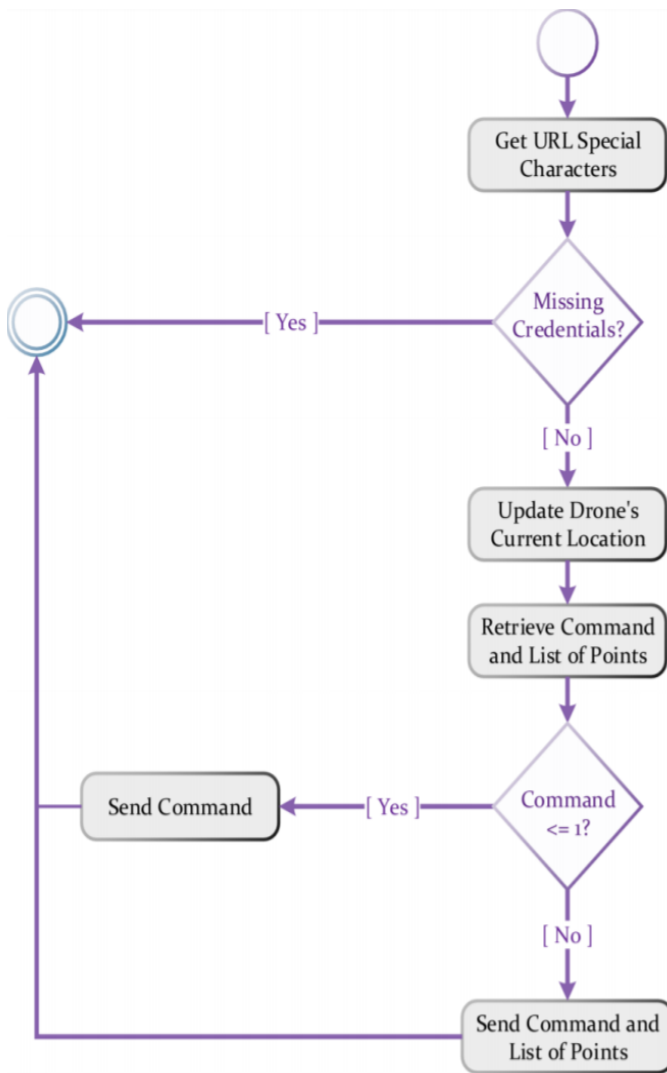 Get URL Special
Characters
Missing
Credentials?
[ Yes ]
[ No ]
Update Drone's
Current Location
Retrieve Command
and List of Points
Command
<= 1?
[ Yes ]
Send Command
[ No ]
Send Command and
List of Points